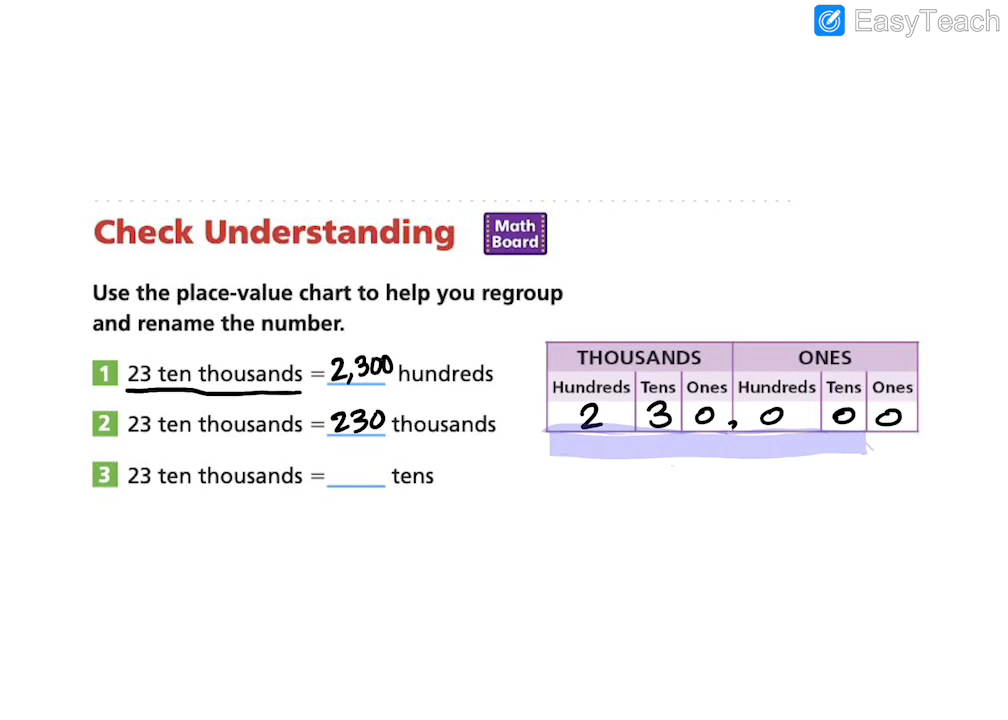 EasyTeach
Check Understanding
Math
Board
Use the place-value chart to help you regroup
and rename the number.
1 23 ten thousands = 2,300 hundreds
2 23 ten thousands = 230 thousands
3 23 ten thousands = ____ tens
THOUSANDS ONES
Hundreds Tens Ones Hundreds Tens Ones
2 3 0, 0 0 0